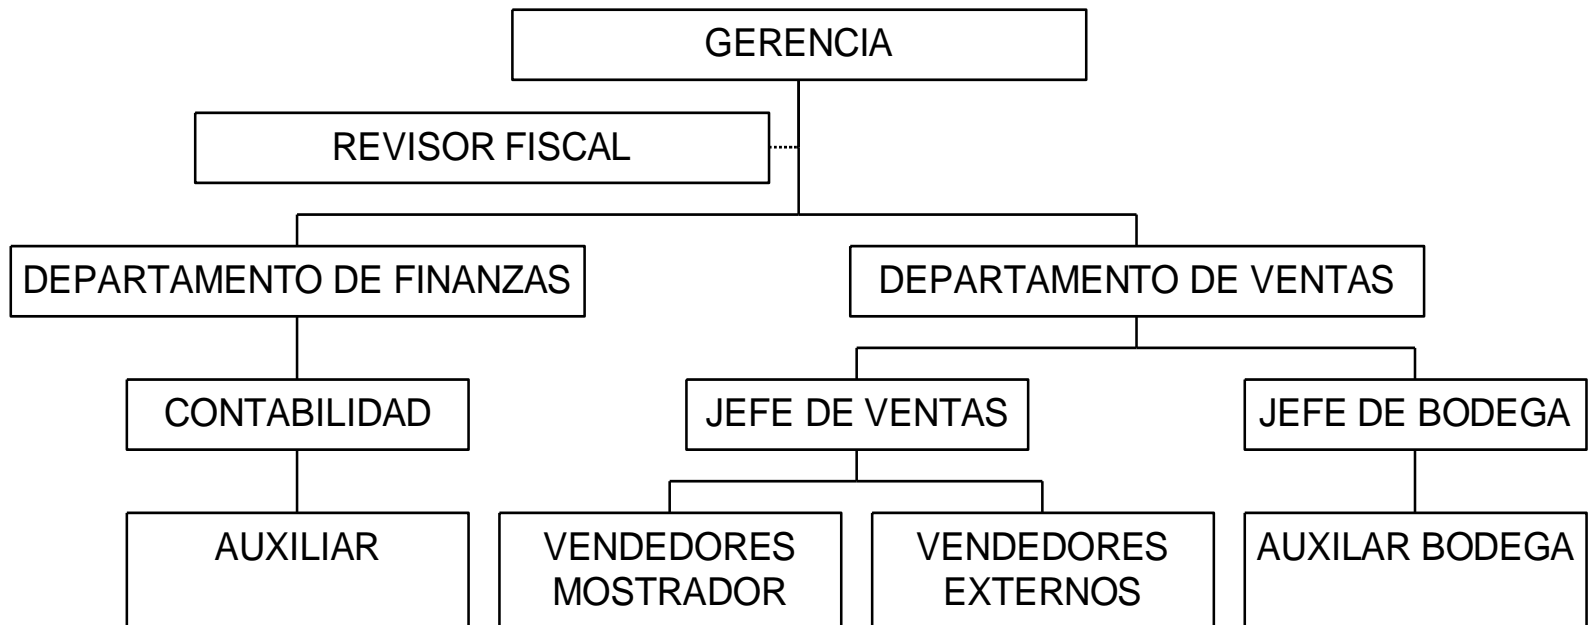 GERENCIA
REVISOR FISCAL
DEPARTAMENTO DE FINANZAS
DEPARTAMENTO DE VENTAS
CONTABILIDAD
JEFE DE VENTAS
JEFE DE BODEGA
AUXILIAR
VENDEDORES
MOSTRADOR
VENDEDORES
EXTERNOS
AUXILAR BODEGA